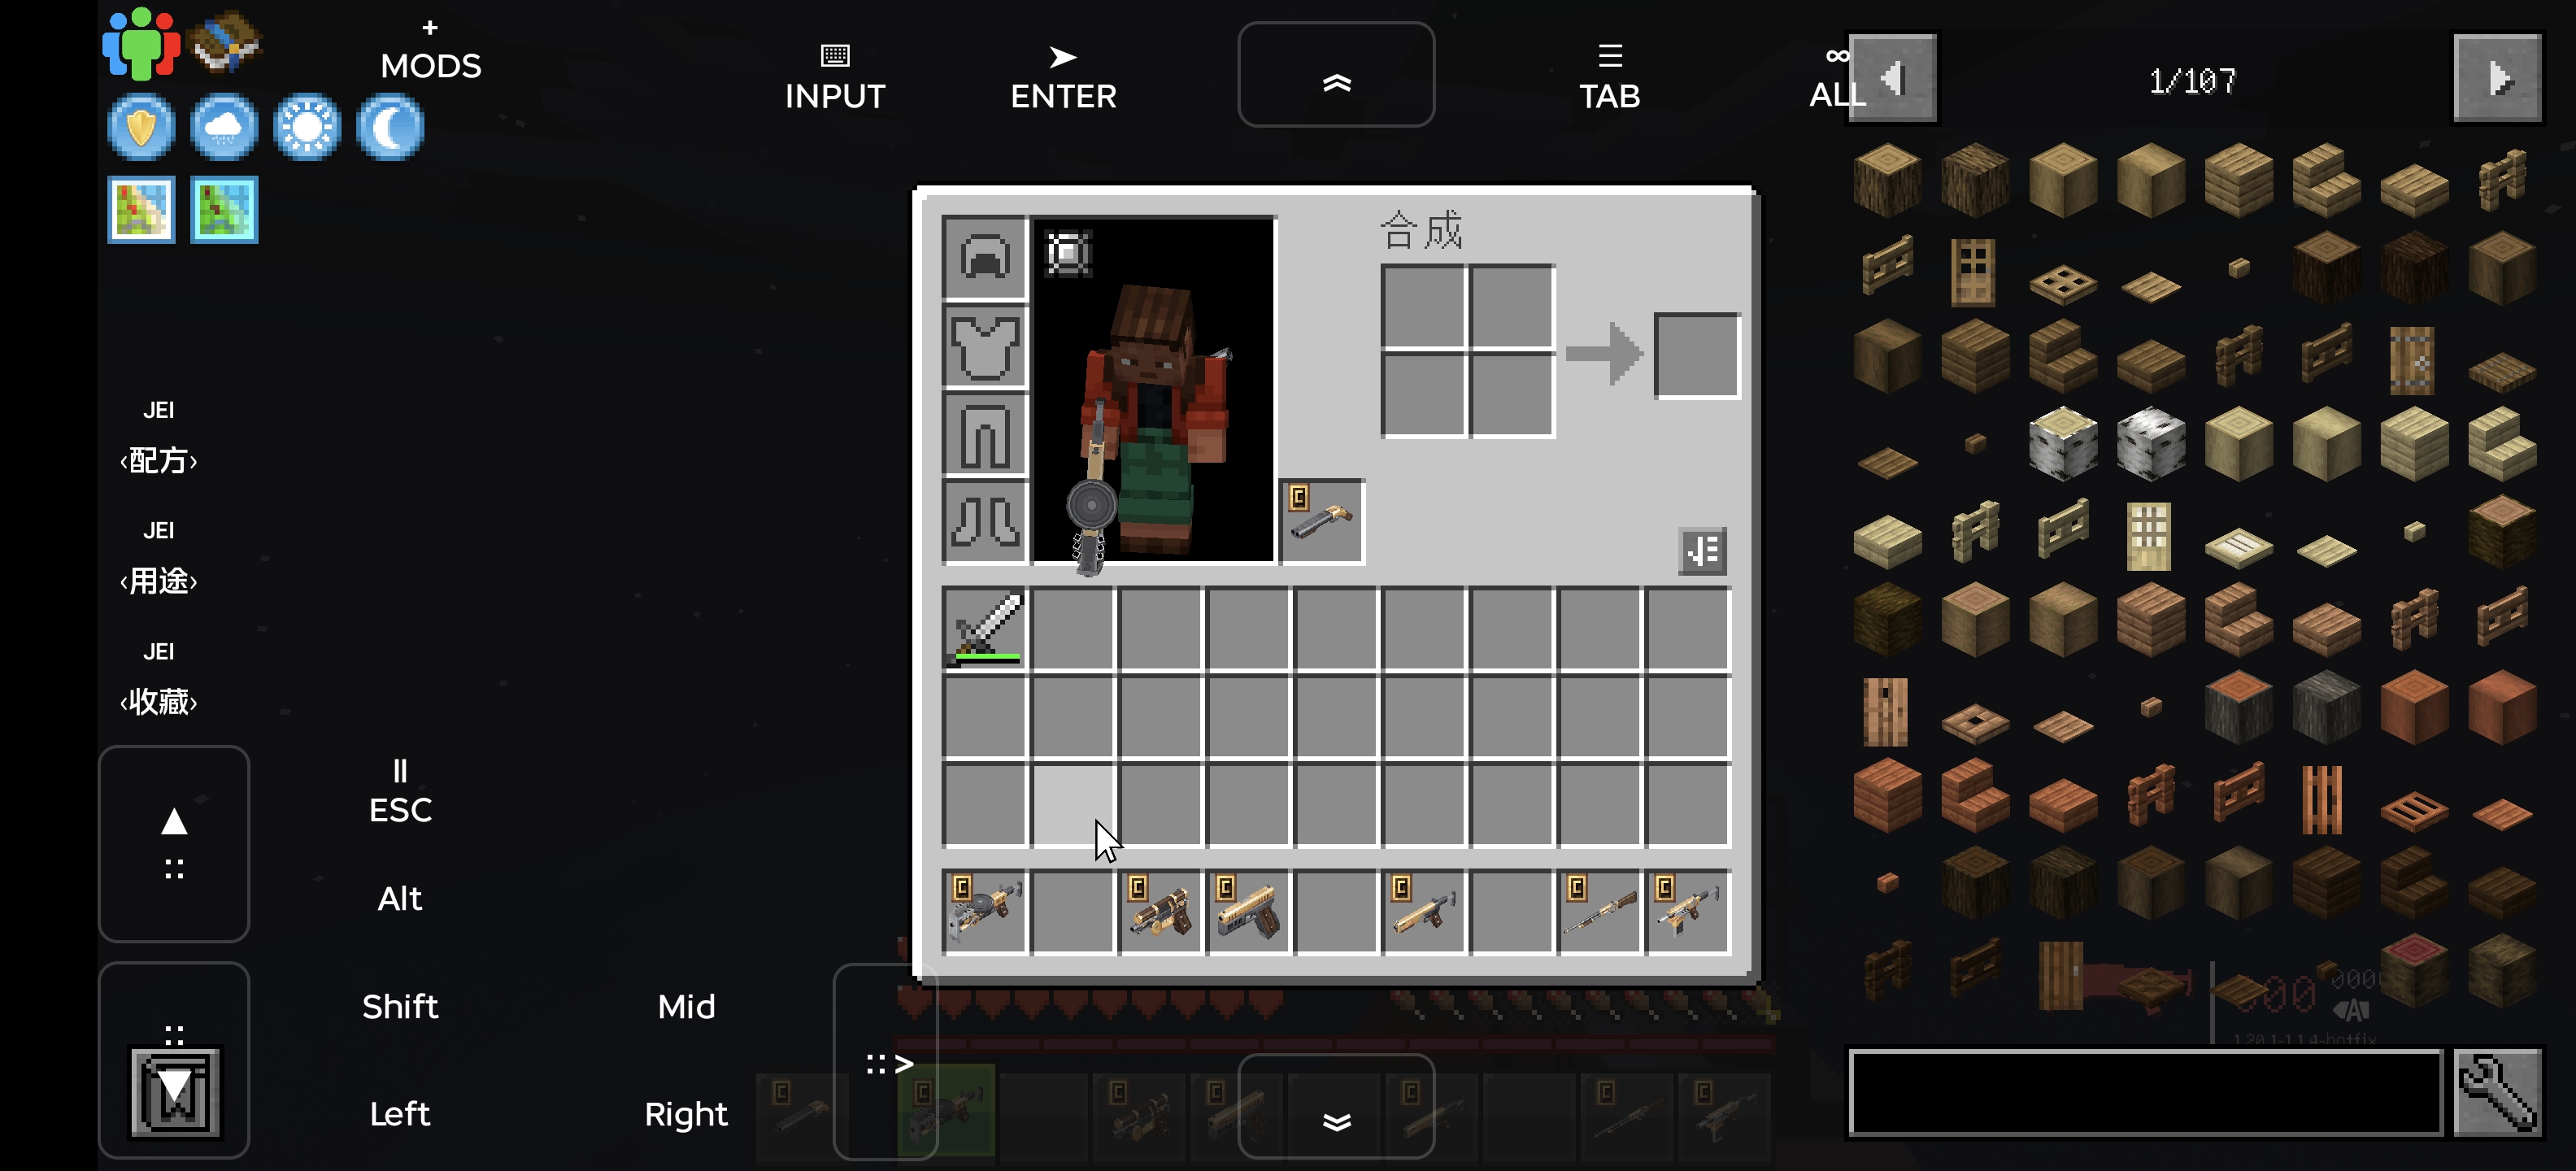 MODS
INPUT
ENTER
TAB
ALL
1/107
合成
JEI
‹配方›
JEI
‹用途›
JEI
‹收藏›
ESC
Alt
Shift
Mid
Left
Right